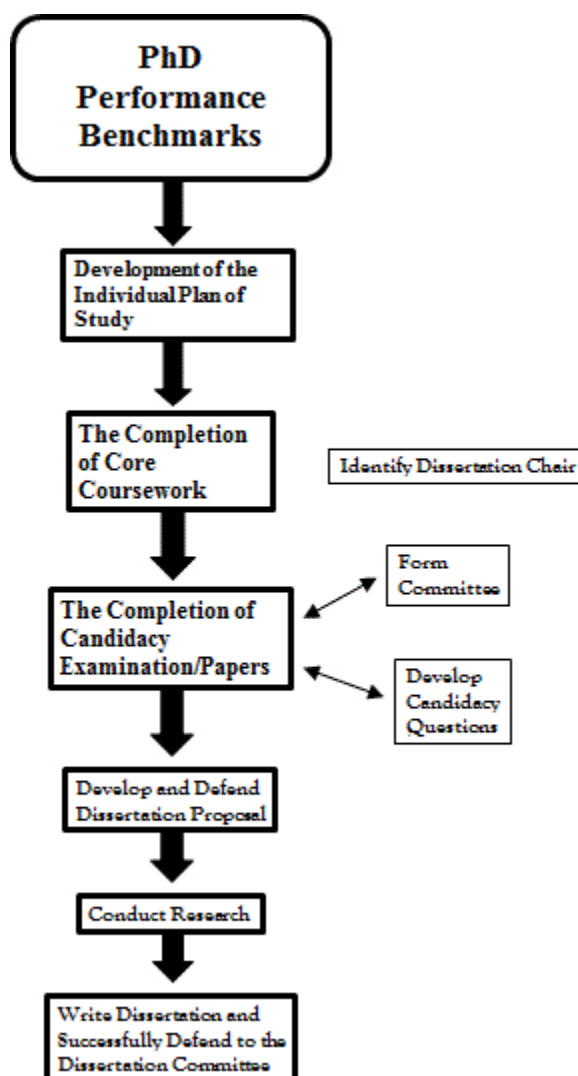 PhD
Performance
Benchmarks
Development of the
Individual Plan of
Study
The Completion
of Core
Coursework
Identify Dissertation Chair
Form
Committee
The Completion of
Candidacy
Examination/Papers
Develop
Candidacy
Questions
Develop and Defend
Dissertation Proposal
Conduct Research
Write Dissertation and
Successfully Defend to the
Dissertation Committee